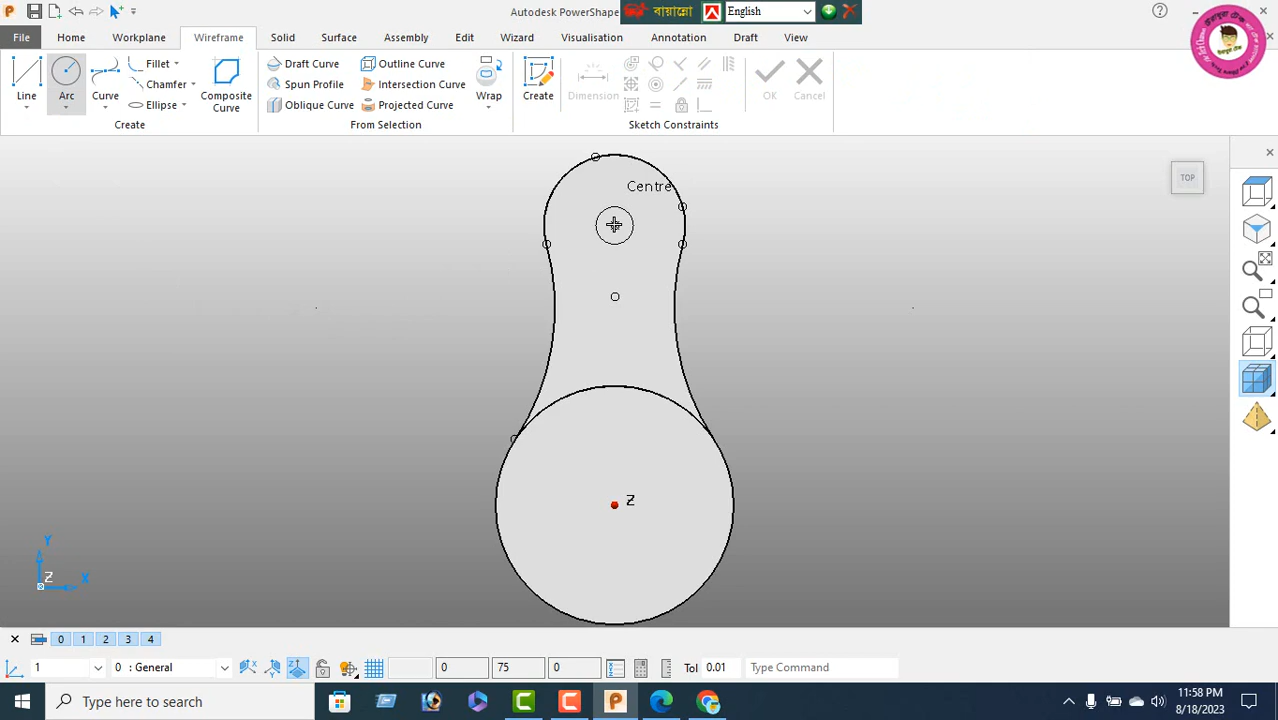 Autodesk PowerShape
বায়ান্নো
English
File
Home
Workplane
Wireframe
Solid
Surface
Assembly
Edit
Wizard
Visualisation
Annotation
Draft
View
Line
Arc
Curve
Fillet
Chamfer
Ellipse
Composite
Curve
Draft Curve
Spun Profile
Oblique Curve
Outline Curve
Intersection Curve
Projected Curve
Wrap
Create
Dimension
OK
Cancel
Create
From Selection
Sketch Constraints
TOP
Centre
Z
Y
Z
X
0 1 2 3 4
1
0 : General
0
75
0
Tol 0.01
Type Command
Type here to search
11:58 PM
8/18/2023